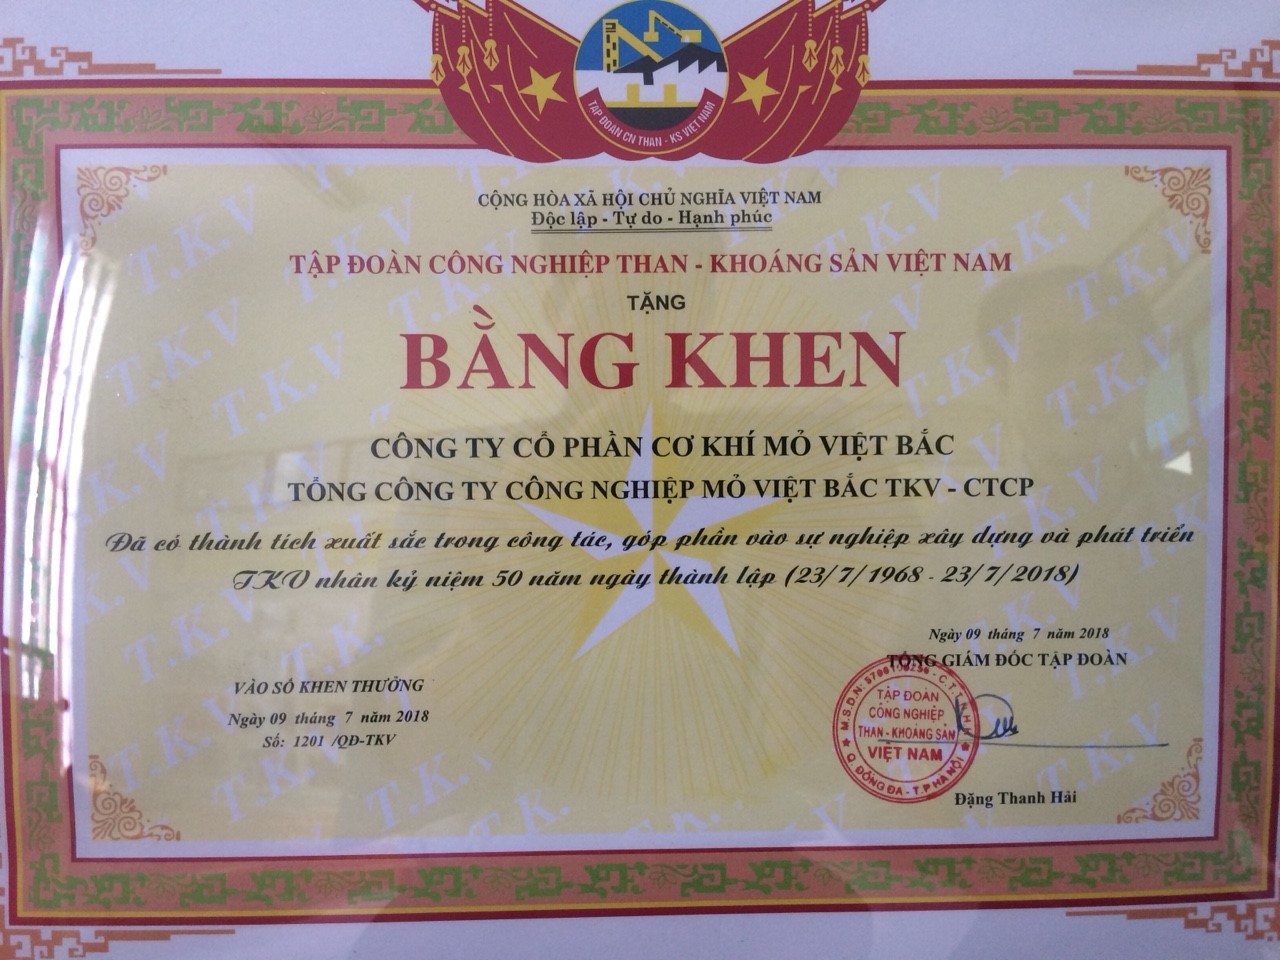 TẬP ĐOÀN CN THAN - KS VIỆT NAM
CỘNG HÒA XÃ HỘI CHỦ NGHĨA VIỆT NAM
Độc lập - Tự do - Hạnh phúc
TẬP ĐOÀN CÔNG NGHIỆP THAN - KHOÁNG SẢN VIỆT NAM
TẶNG
BẰNG KHEN
CÔNG TY CỔ PHẦN CƠ KHÍ MỎ VIỆT BẮC
TỔNG CÔNG TY CÔNG NGHIỆP MỎ VIỆT BẮC TKV - CTCP
Đã có thành tích xuất sắc trong công tác, góp phần vào sự nghiệp xây dựng và phát triển
TKV nhân kỷ niệm 50 năm ngày thành lập (23/7/1968 - 23/7/2018)
Ngày 09 tháng 7 năm 2018
TỔNG GIÁM ĐỐC TẬP ĐOÀN
VÀO SỔ KHEN THƯỞNG
Ngày 09 tháng 7 năm 2018
Số: 1201 /QĐ-TKV
TẬP ĐOÀN
CÔNG NGHIỆP
THAN - KHOÁNG SẢN
VIỆT NAM
Q. ĐỐNG ĐA - T.P HÀ NỘI
Đặng Thanh Hải